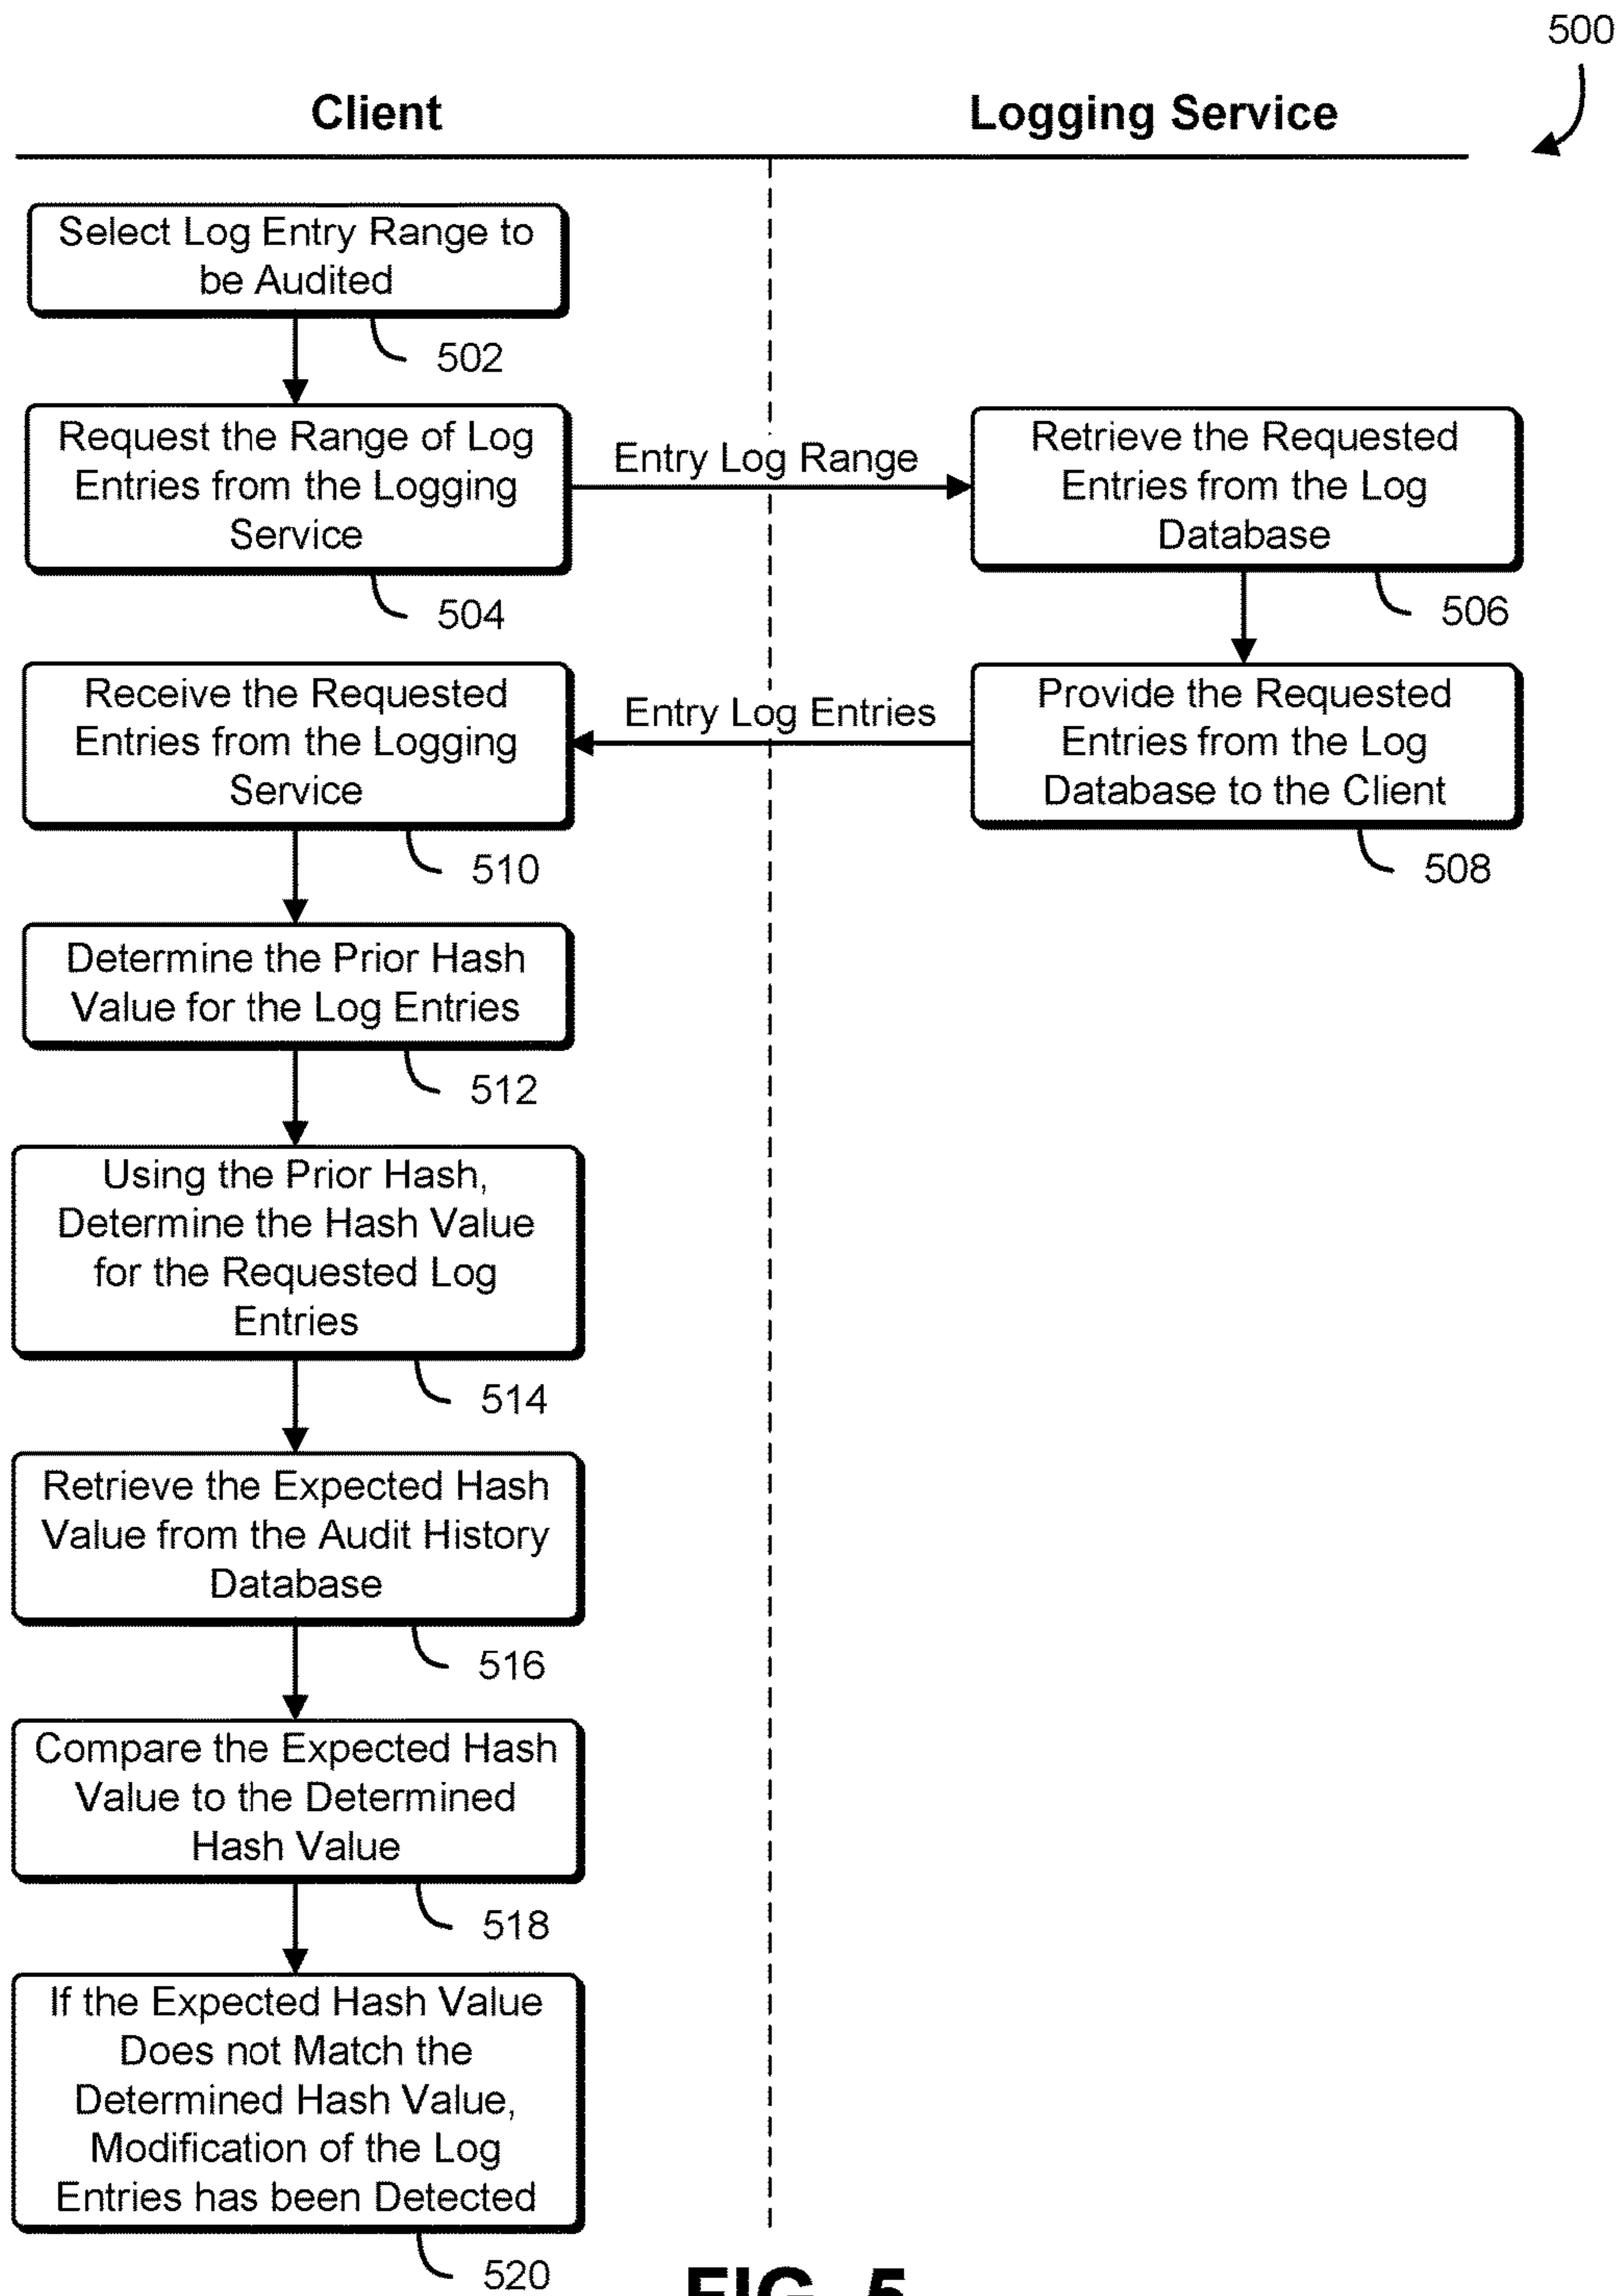 500
Client
Logging Service
Select Log Entry Range to
be Audited
502
Request the Range of Log
Entries from the Logging
Service
504
Entry Log Range
Retrieve the Requested
Entries from the Log
Database
506
Receive the Requested
Entries from the Logging
Service
510
Entry Log Entries
Provide the Requested
Entries from the Log
Database to the Client
508
Determine the Prior Hash
Value for the Log Entries
512
Using the Prior Hash,
Determine the Hash Value
for the Requested Log
Entries
514
Retrieve the Expected Hash
Value from the Audit History
Database
516
Compare the Expected Hash
Value to the Determined
Hash Value
518
If the Expected Hash Value
Does not Match the
Determined Hash Value,
Modification of the Log
Entries has been Detected
520
FIG. 5